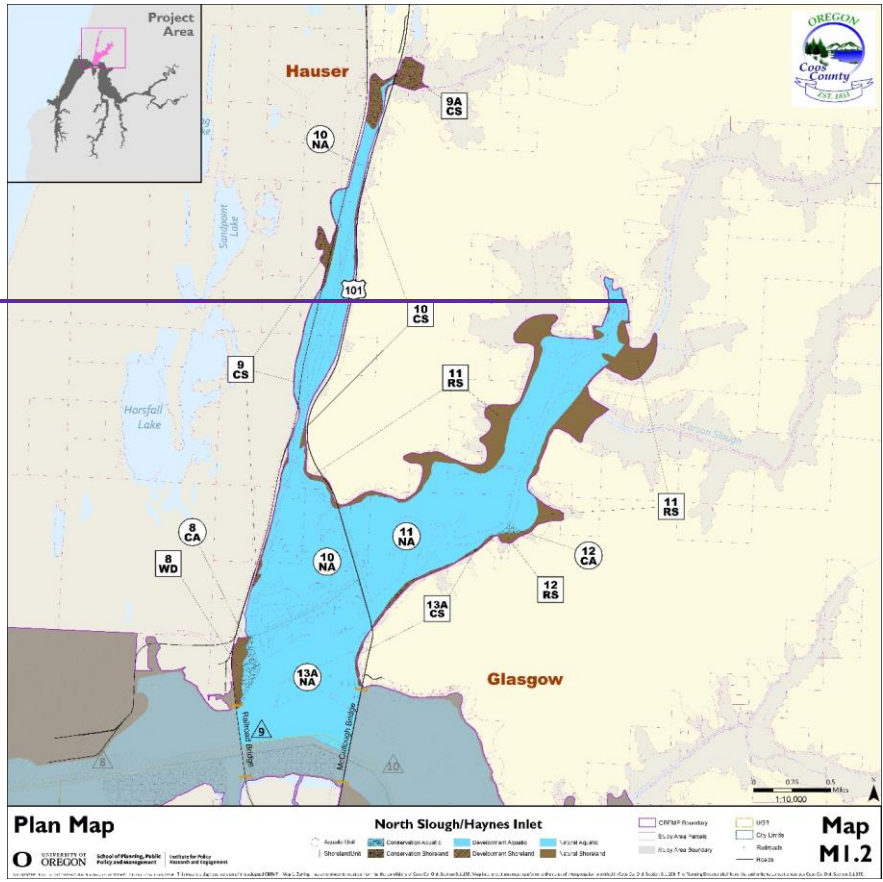 Project
Area
OREGON
Coos
County
EST. 1853
Hauser
9A
CS
10
NA
Sandpoint
Lake
101
10
CS
9
CS
11
RS
Horsfall
Lake
Carson Slough
11
RS
8
CA
8
WD
10
NA
11
NA
12
CA
12
RS
13A
CS
13A
NA
Glasgow
Railroad Bridge
McCullough Bridge
9
8
10
0 0.25 0.5
Miles
1:10,000
N
Plan Map
North Slough/Haynes Inlet
Map
M1.2
Aquatic Unit
Shoreland Unit
Conservation Aquatic
Conservation Shoreland
Development Aquatic
Development Shoreland
Natural Aquatic
Natural Shoreland
CBEMP Boundary
Study Area Parcels
Study Area Boundary
UGB
City Limits
Railroads
Roads
O UNIVERSITY OF OREGON
School of Planning, Public Policy and Management
Institute for Policy Research and Engagement